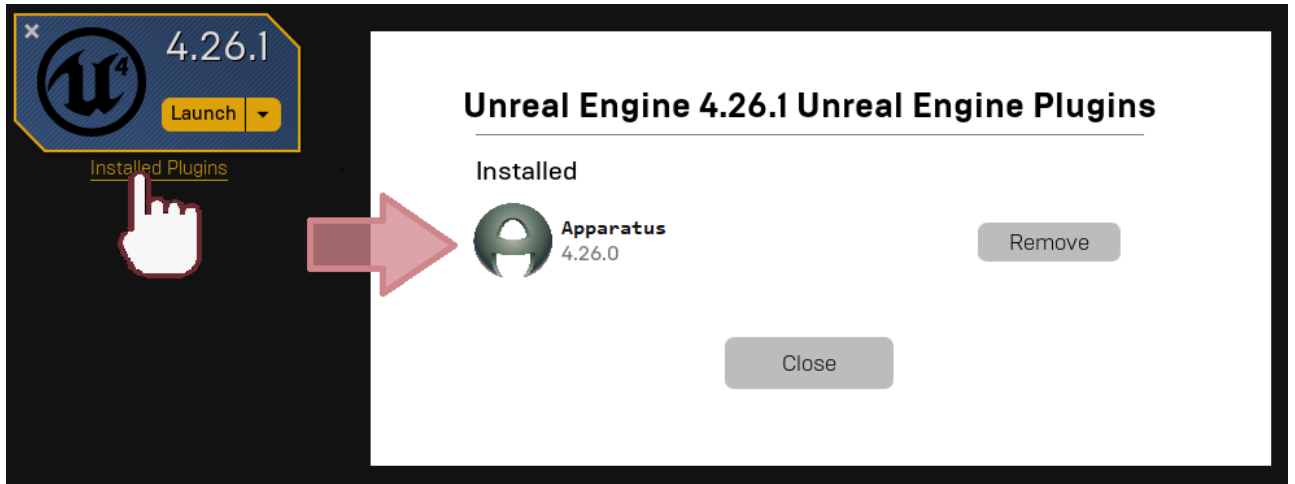 4.26.1
Launch
Installed Plugins
Unreal Engine 4.26.1 Unreal Engine Plugins
Installed
Apparatus
4.26.0
Remove
Close